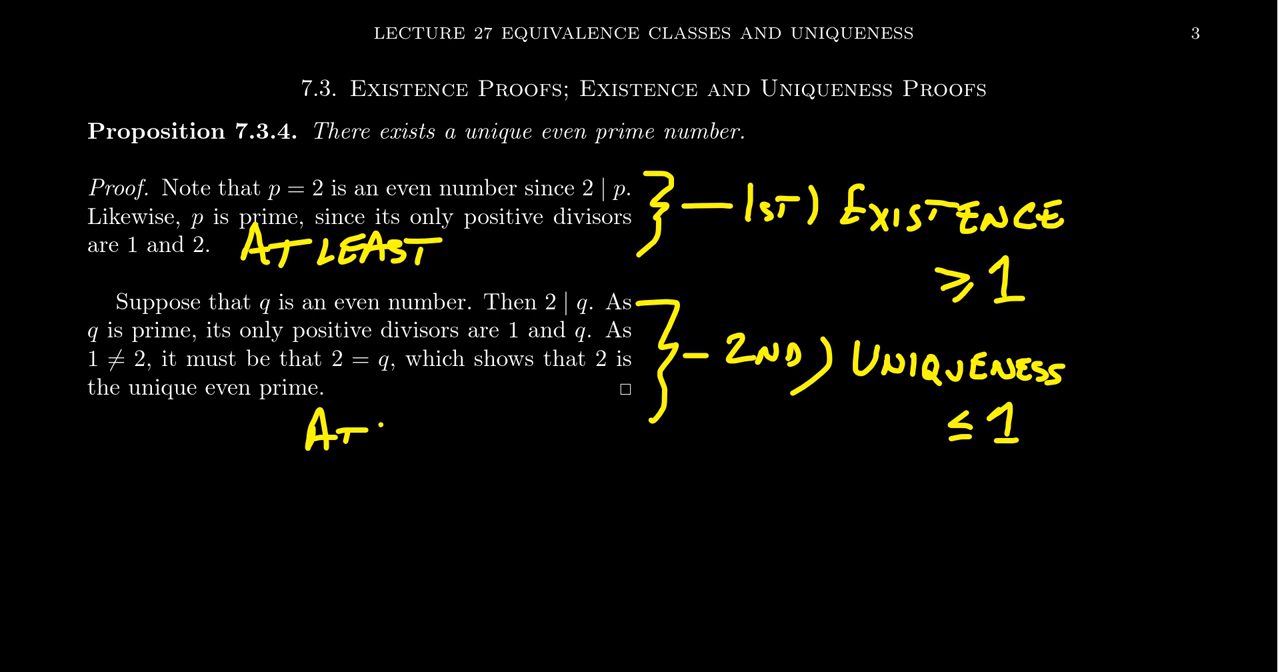 LECTURE 27 EQUIVALENCE CLASSES AND UNIQUENESS 3
7.3. Existence Proofs; Existence and Uniqueness Proofs
Proposition 7.3.4. There exists a unique even prime number.
Proof. Note that p = 2 is an even number since 2 | p.
Likewise, p is prime, since its only positive divisors
are 1 and 2. AT LEAST
1ST) EXISTENCE
≥ 1
Suppose that q is an even number. Then 2 | q. As
q is prime, its only positive divisors are 1 and q. As
1 ≠ 2, it must be that 2 = q, which shows that 2 is
the unique even prime. □
2ND) UNIQUENESS
≤ 1
AT